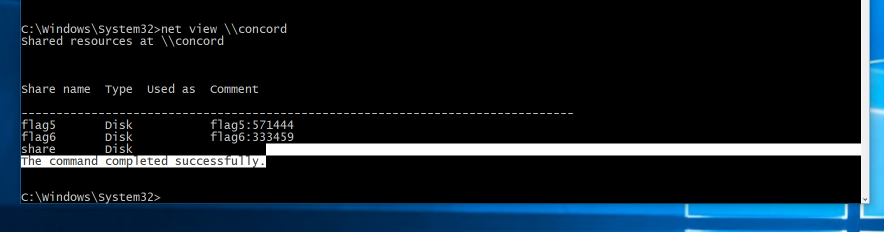 C:\Windows\System32>net view \\concord
Shared resources at \\concord
Share name  Type  Used as  Comment
-------------------------------------------------------------------------------
flag5       Disk           flag5:571444
flag6       Disk           flag6:333459
share       Disk
The command completed successfully.
C:\Windows\System32>